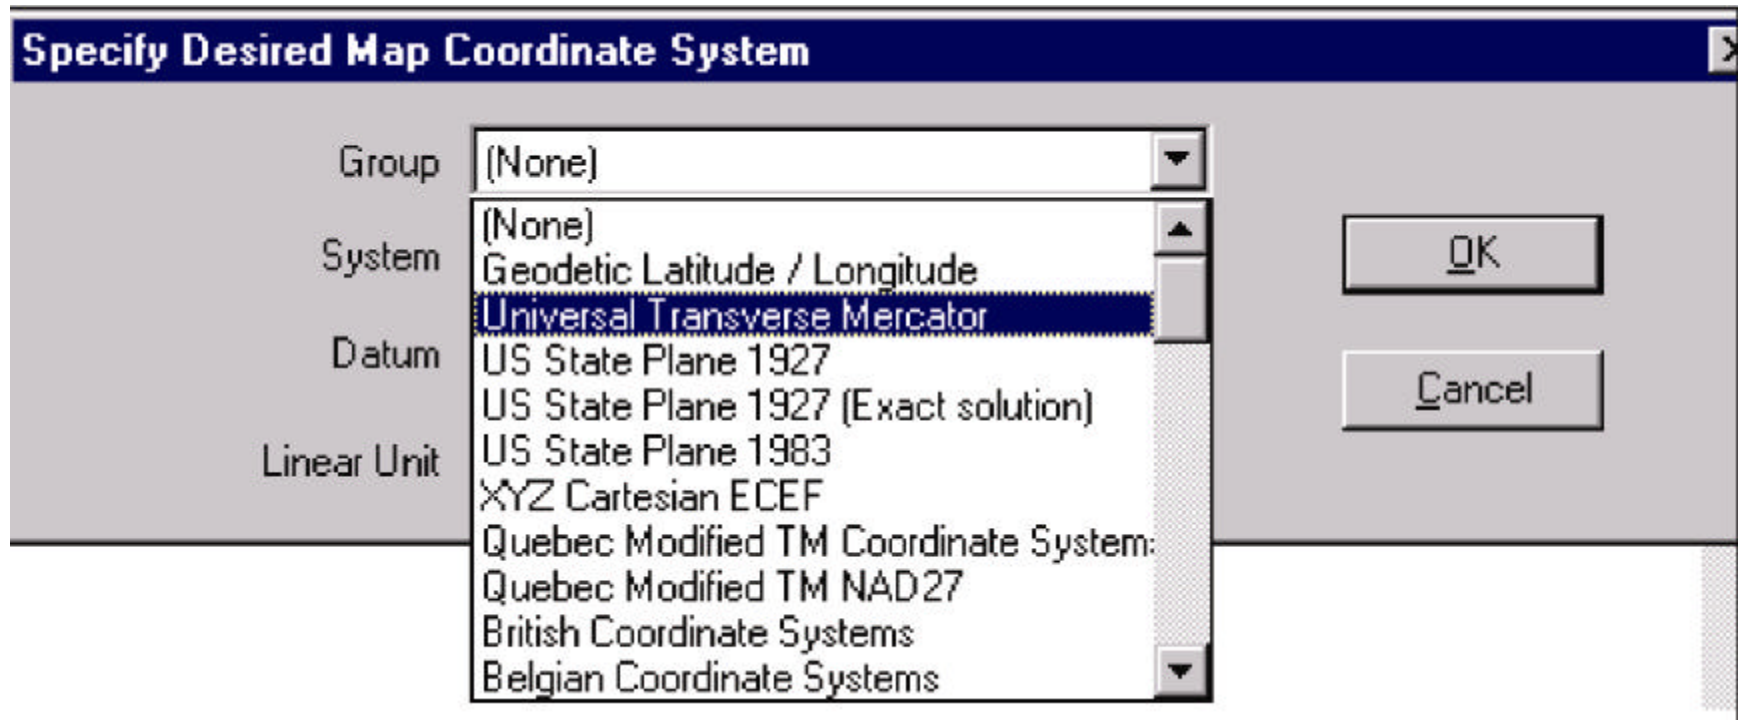 Specify Desired Map Coordinate System
Group (None)
(None)
System
Geodetic Latitude / Longitude
Universal Transverse Mercator
OK
Datum
US State Plane 1927
US State Plane 1927 (Exact solution)
Cancel
Linear Unit
US State Plane 1983
XYZ Cartesian ECEF
Quebec Modified TM Coordinate System
Quebec Modified TM NAD27
British Coordinate Systems
Belgian Coordinate Systems